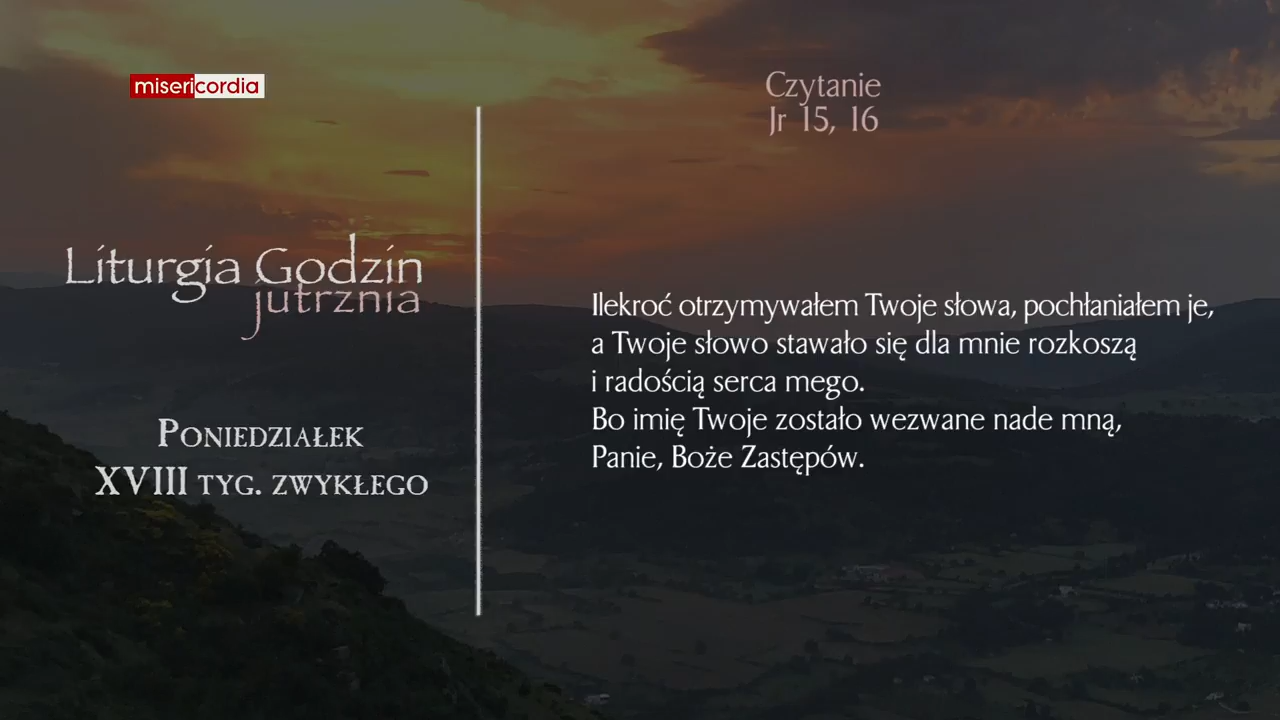 misericordia
Liturgia Godzin
jutrznia
Poniedziałek
XVIII tyg. zwykłego
Czytanie
Jr 15, 16
Ilekroć otrzymywałem Twoje słowa, pochłaniałem je,
a Twoje słowo stawało się dla mnie rozkoszą
i radością serca mego.
Bo imię Twoje zostało wezwane nade mną,
Panie, Boże Zastępów.